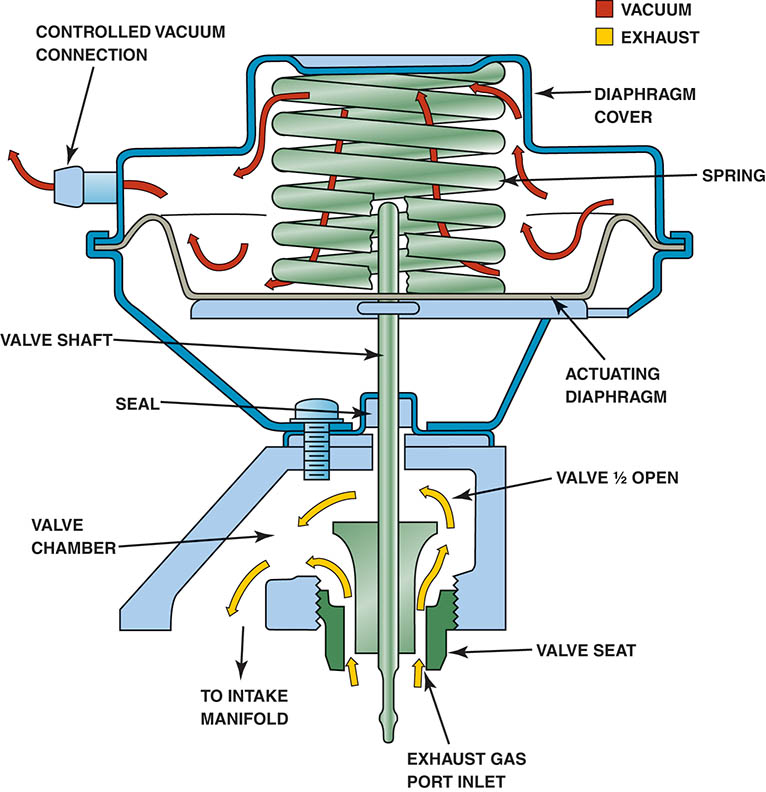 VACUUM
EXHAUST
CONTROLLED VACUUM
CONNECTION
DIAPHRAGM
COVER
SPRING
VALVE SHAFT
ACTUATING
DIAPHRAGM
SEAL
VALVE ½ OPEN
VALVE
CHAMBER
VALVE SEAT
TO INTAKE
MANIFOLD
EXHAUST GAS
PORT INLET